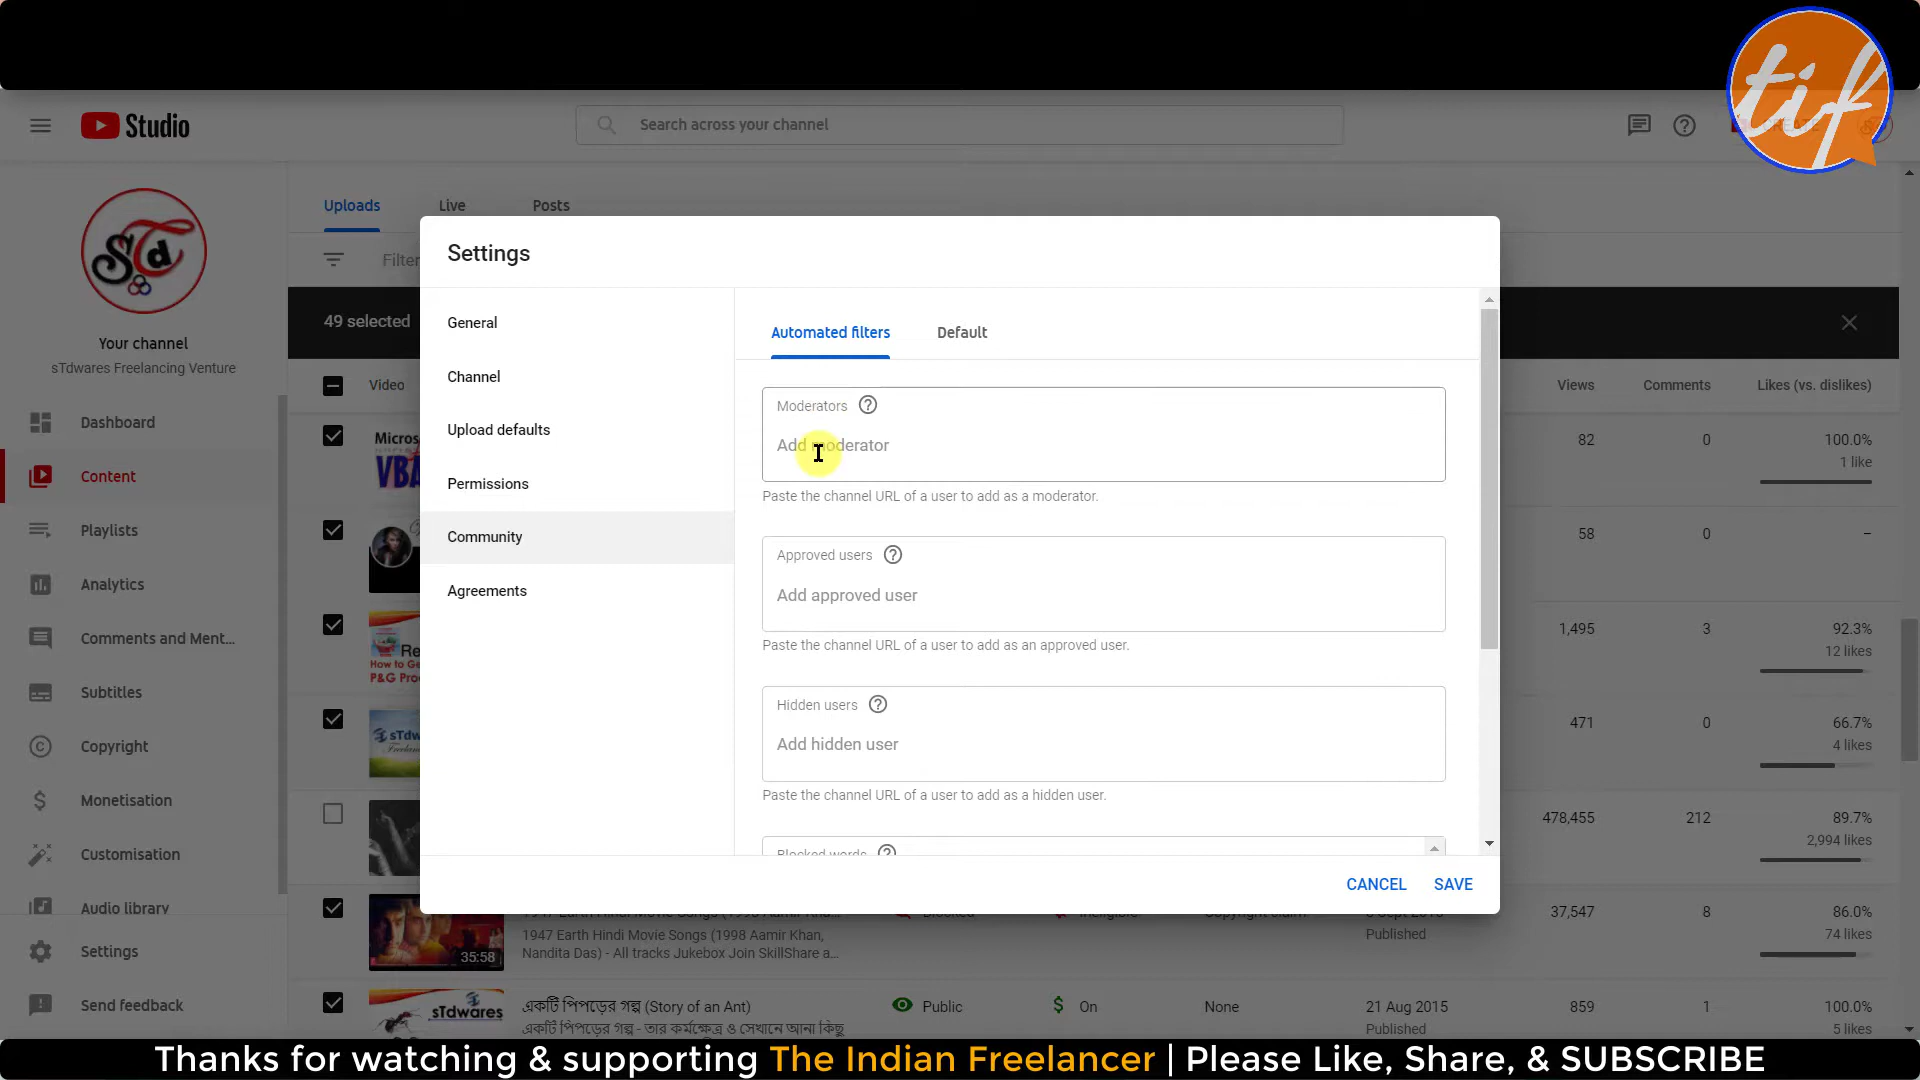 tif
Studio
Search across your channel
Uploads
Live
Posts
Filter
49 selected
Settings
General
Channel
Upload defaults
Permissions
Community
Agreements
Automated filters
Default
Moderators
Add moderator
Paste the channel URL of a user to add as a moderator.
Approved users
Add approved user
Paste the channel URL of a user to add as an approved user.
Hidden users
Add hidden user
Paste the channel URL of a user to add as a hidden user.
Blocked words
CANCEL
SAVE
sTd
Your channel
sTdwares Freelancing Venture
Dashboard
Content
Playlists
Analytics
Comments and Ment...
Subtitles
Copyright
Monetisation
Customisation
Audio library
Settings
Send feedback
Video
Views
Comments
Likes (vs. dislikes)
Micros
VBA
82
0
100.0%
1 like
58
0
–
How to Ge
P&G Pro
1,495
3
92.3%
12 likes
471
0
66.7%
4 likes
478,455
212
89.7%
2,994 likes
35:58
1947 Earth Hindi Movie Songs (1998 Aamir Khan,
Nandita Das) - All tracks Jukebox Join SkillShare a...
Blocked
Ineligible
Copyright claim
Published
37,547
8
86.0%
74 likes
sTdwares
একটি পিপড়ের গল্প (Story of an Ant)
একটি পিপড়ের গল্প - তার কর্মক্ষেত্র ও সেখানে আনা কিছু
Public
On
None
21 Aug 2015
Published
859
1
100.0%
5 likes
Thanks for watching & supporting The Indian Freelancer | Please Like, Share, & SUBSCRIBE